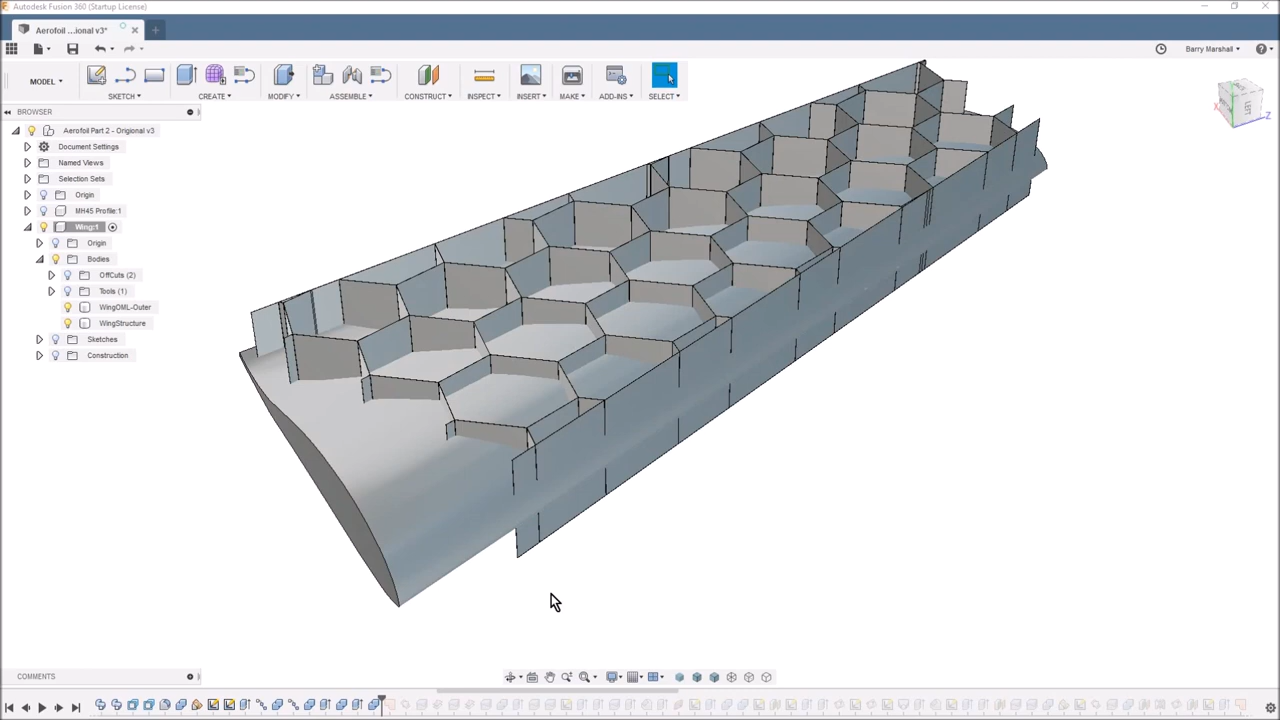 Autodesk Fusion 360 (Startup License)
Aerofoil ...ional v3*
Barry Marshall
MODEL
SKETCH
CREATE
MODIFY
ASSEMBLE
CONSTRUCT
INSPECT
INSERT
MAKE
ADD-INS
SELECT
BROWSER
Aerofoil Part 2 - Origional v3
Document Settings
Named Views
Selection Sets
Origin
MH45 Profile:1
Wing:1
Origin
Bodies
OffCuts (2)
Tools (1)
WingOML-Outer
WingStructure
Sketches
Construction
LEFT
X
Z
COMMENTS